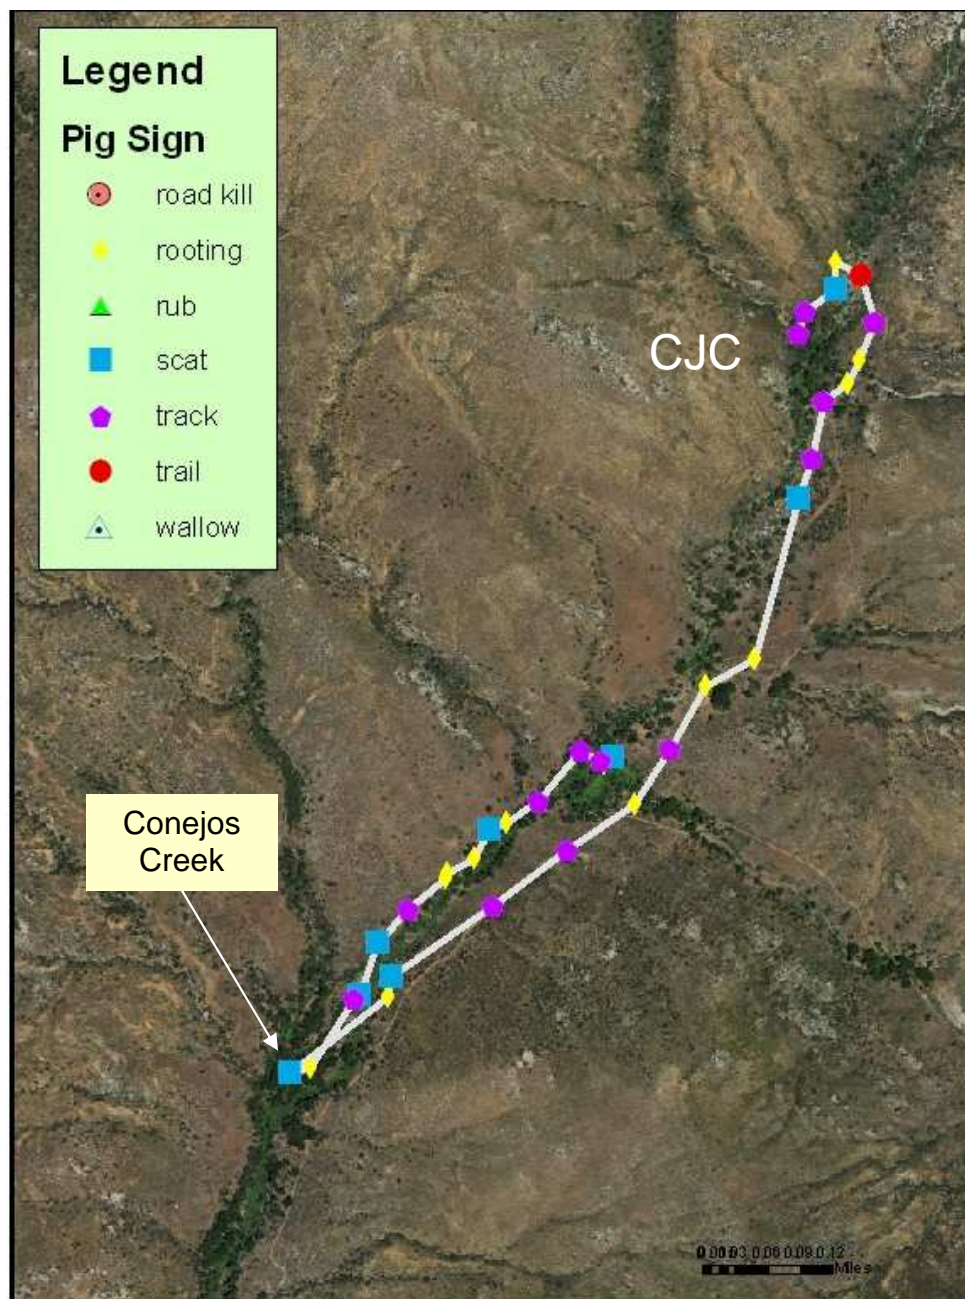 Legend
Pig Sign
road kill
rooting
rub
scat
track
trail
wallow
CJC
Conejos
Creek
Miles